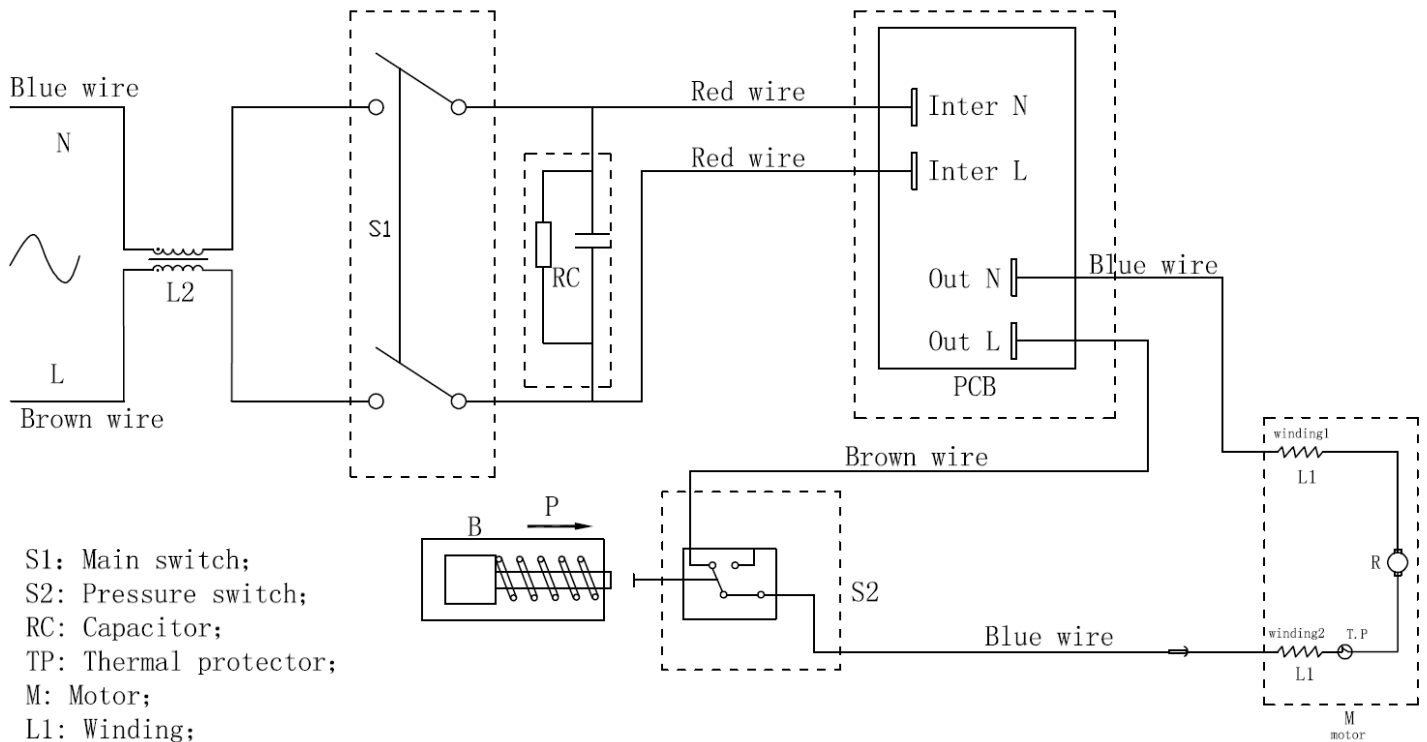 Blue wire
N
L2
L
Brown wire
S1
RC
Red wire
Red wire
Inter N
Inter L
Out N
Out L
PCB
Blue wire
Brown wire
B
P
S2
Blue wire
winding1
L1
R
winding2
T.P
L1
M
motor
S1: Main switch;
S2: Pressure switch;
RC: Capacitor;
TP: Thermal protector;
M: Motor;
L1: Winding;